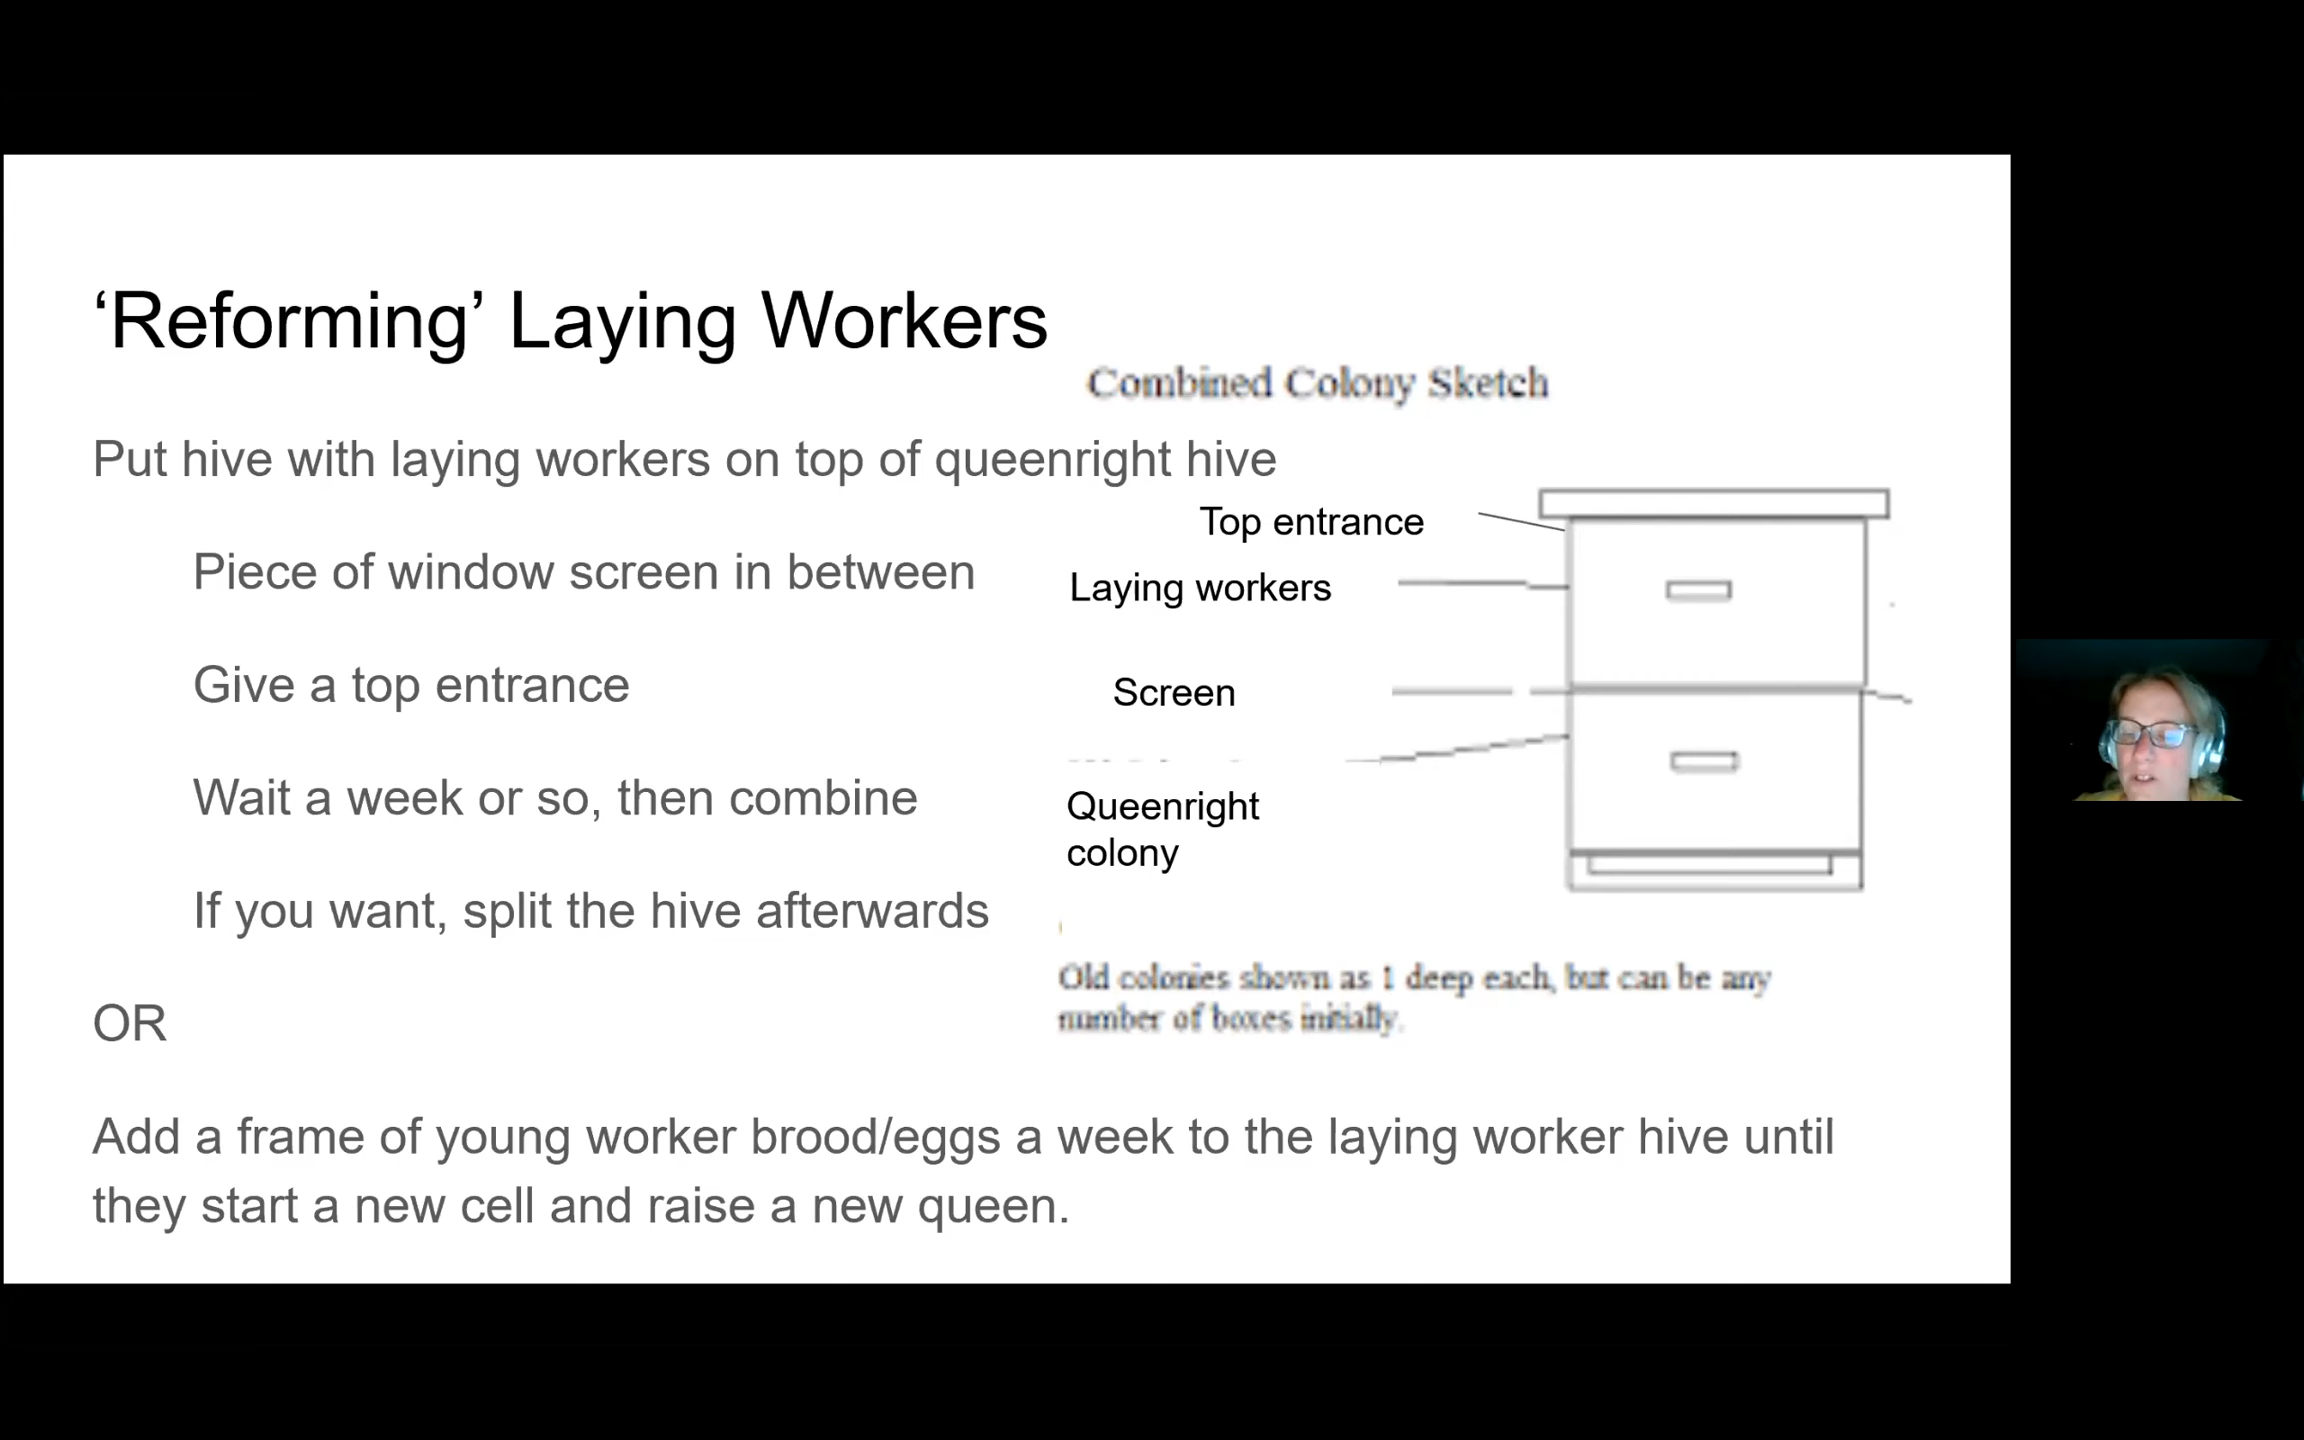 ‘Reforming’ Laying Workers
Combined Colony Sketch
Put hive with laying workers on top of queenright hive
Piece of window screen in between
Give a top entrance
Wait a week or so, then combine
If you want, split the hive afterwards
OR
Add a frame of young worker brood/eggs a week to the laying worker hive until
they start a new cell and raise a new queen.
Top entrance
Laying workers
Screen
Queenright
colony
Old colonies shown as 1 deep each, but can be any
number of boxes initially.